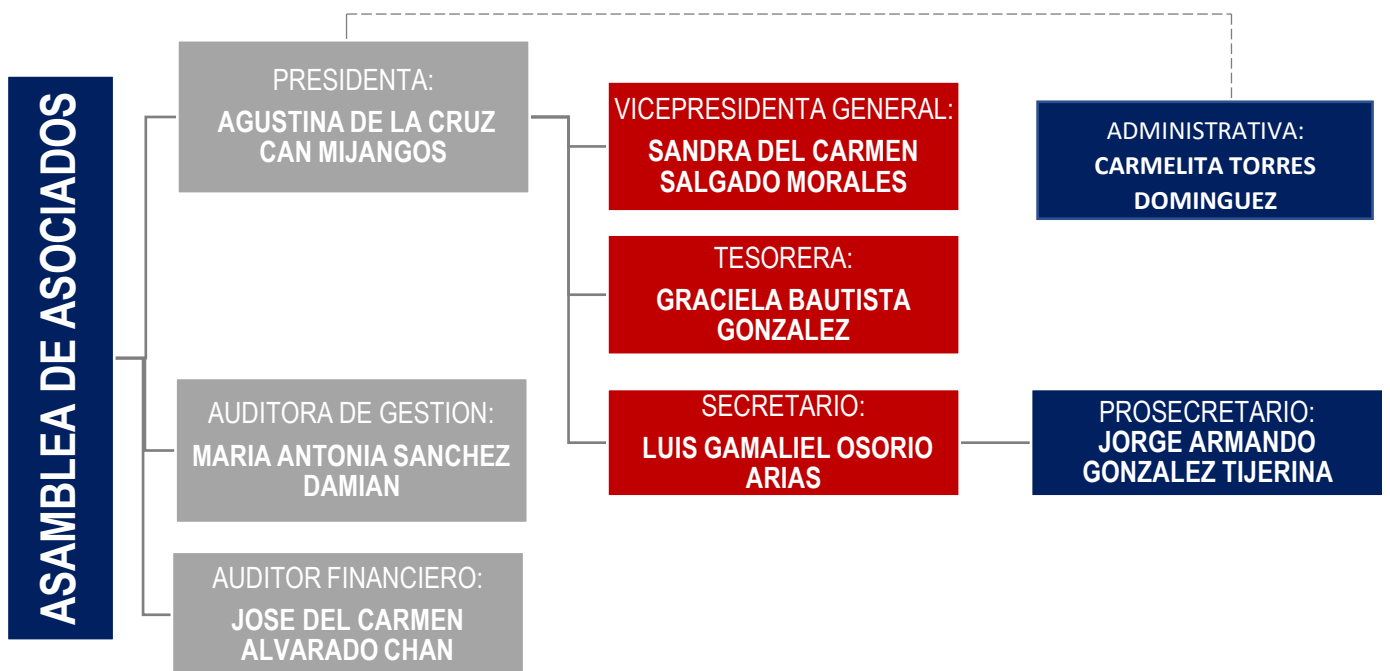 ASAMBLEA DE ASOCIADOS
PRESIDENTA:
AGUSTINA DE LA CRUZ
CAN MIJANGOS
AUDITORA DE GESTION:
MARIA ANTONIA SANCHEZ
DAMIAN
AUDITOR FINANCIERO:
JOSE DEL CARMEN
ALVARADO CHAN
VICEPRESIDENTA GENERAL:
SANDRA DEL CARMEN
SALGADO MORALES
TESORERA:
GRACIELA BAUTISTA
GONZALEZ
SECRETARIO:
LUIS GAMALIEL OSORIO
ARIAS
ADMINISTRATIVA:
CARMELITA TORRES
DOMINGUEZ
PROSECRETARIO:
JORGE ARMANDO
GONZALEZ TIJERINA